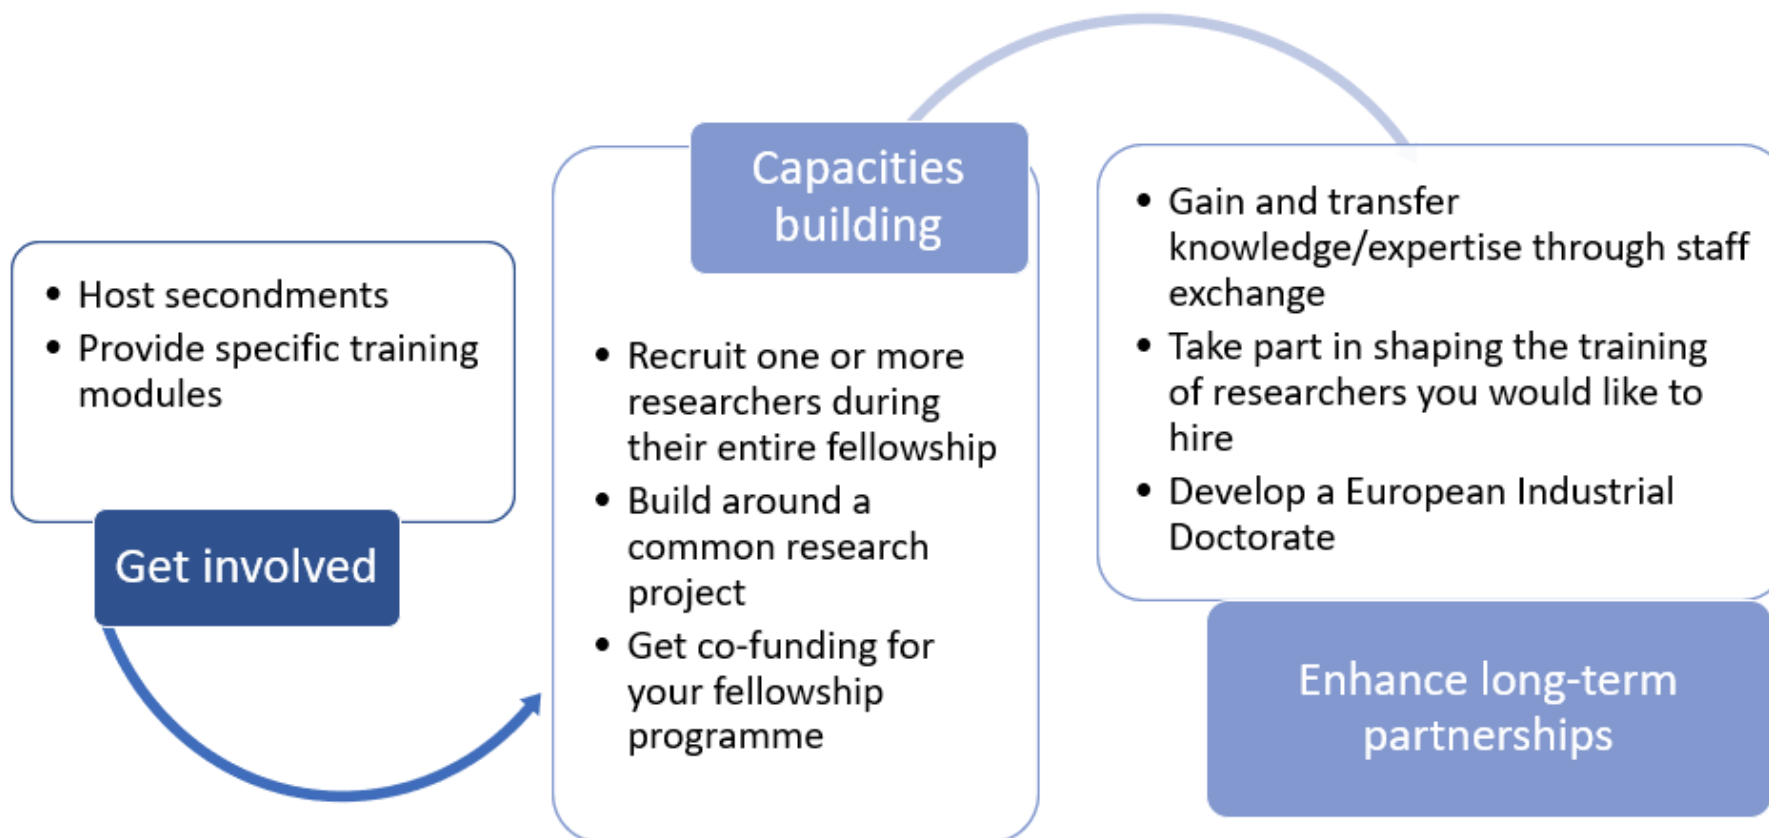 • Host secondments
• Provide specific training
modules
Get involved
Capacities
building
• Recruit one or more
researchers during
their entire fellowship
• Build around a
common research
project
• Get co-funding for
your fellowship
programme
• Gain and transfer
knowledge/expertise through staff
exchange
• Take part in shaping the training
of researchers you would like to
hire
• Develop a European Industrial
Doctorate
Enhance long-term
partnerships